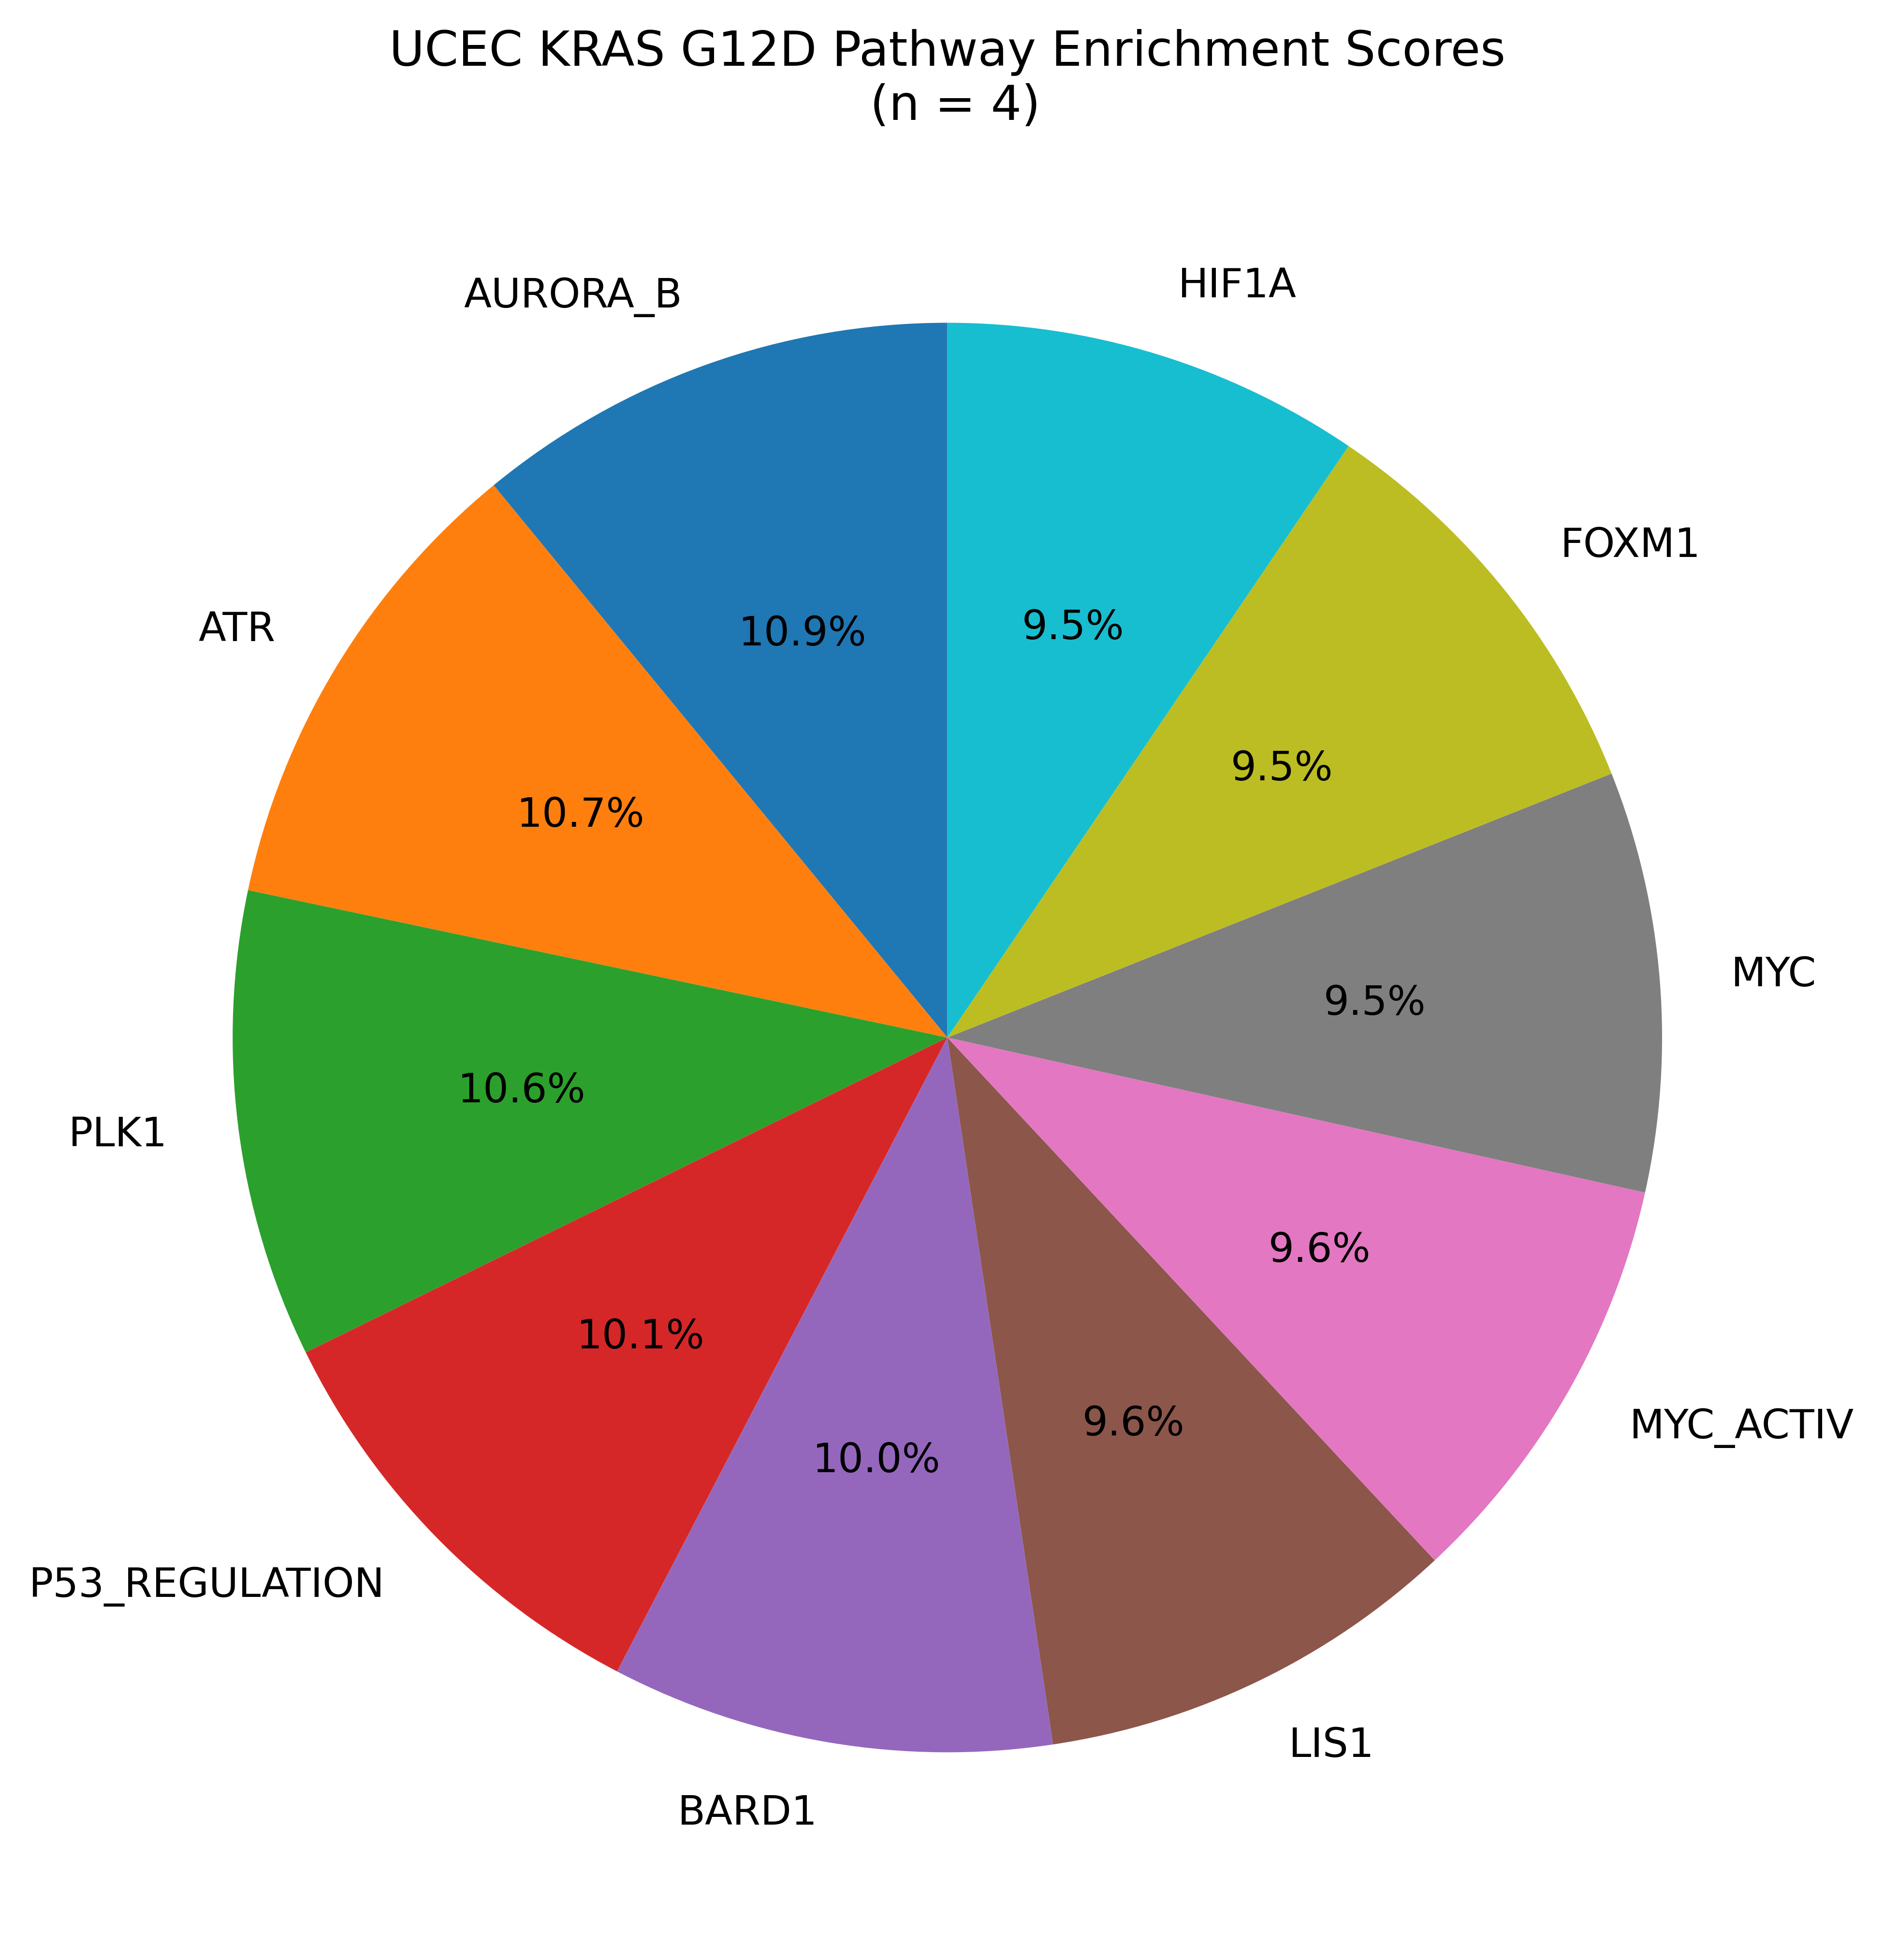 UCEC KRAS G12D Pathway Enrichment Scores
(n = 4)
HIF1A
AURORA_B
FOXM1
ATR
10.9%
9.5%
9.5%
10.7%
MYC
9.5%
10.6%
PLK1
9.6%
10.1%
MYC_ACTIV
9.6%
10.0%
P53_REGULATION
LIS1
BARD1